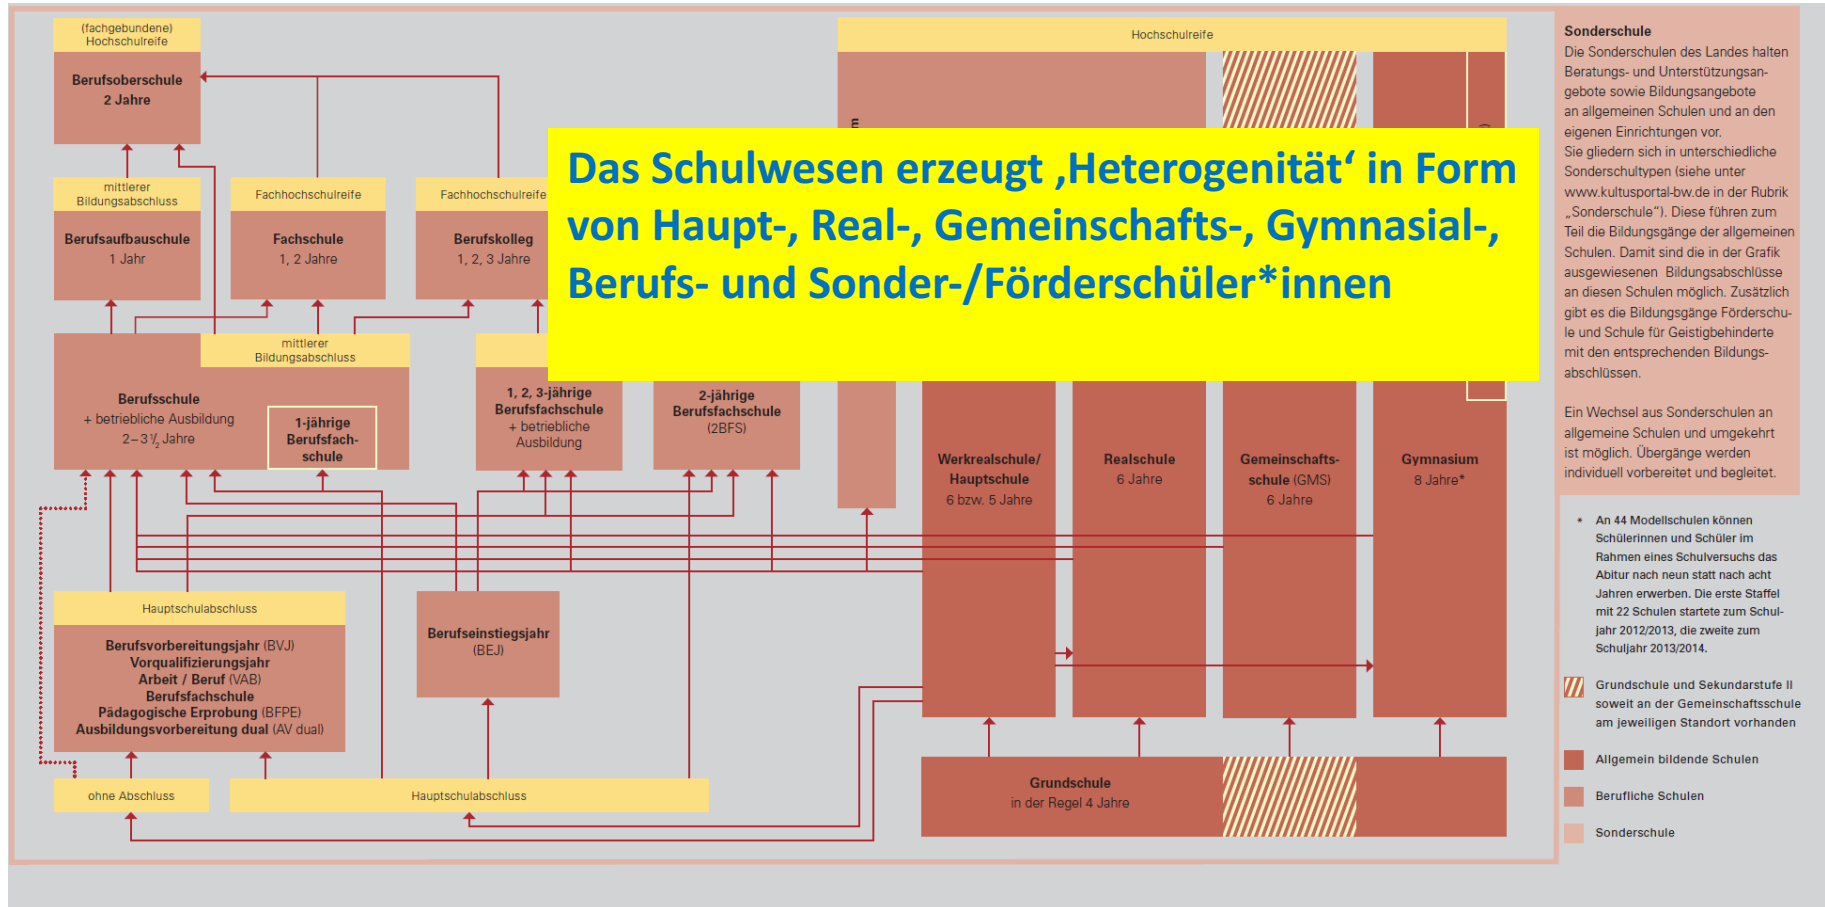 (fachgebundene)
Hochschulreife
Berufsoberschule
2 Jahre
mittlerer
Bildungsabschluss
Berufsaufbauschule
1 Jahr
Fachhochschulreife
Fachschule
1, 2 Jahre
Fachhochschulreife
Berufskolleg
1, 2, 3 Jahre
Hochschulreife
Das Schulwesen erzeugt ‚Heterogenität‘ in Form
von Haupt-, Real-, Gemeinschafts-, Gymnasial-,
Berufs- und Sonder-/Förderschüler*innen
mittlerer
Bildungsabschluss
Berufsschule
+ betriebliche Ausbildung
2–3 1/2 Jahre
1-jährige
Berufsfach-
schule
1, 2, 3-jährige
Berufsfachschule
+ betriebliche
Ausbildung
2-jährige
Berufsfachschule
(2BFS)
Werkrealschule/
Hauptschule
6 bzw. 5 Jahre
Realschule
6 Jahre
Gemeinschafts-
schule (GMS)
6 Jahre
Gymnasium
8 Jahre*
Hauptschulabschluss
Berufsvorbereitungsjahr (BVJ)
Vorqualifizierungsjahr
Arbeit / Beruf (VAB)
Berufsfachschule
Pädagogische Erprobung (BFPE)
Ausbildungsvorbereitung dual (AV dual)
Berufseinstiegsjahr
(BEJ)
ohne Abschluss
Hauptschulabschluss
Grundschule
in der Regel 4 Jahre
Sonderschule
Die Sonderschulen des Landes halten
Beratungs- und Unterstützungsan-
gebote sowie Bildungsangebote
an allgemeinen Schulen und an den
eigenen Einrichtungen vor.
Sie gliedern sich in unterschiedliche
Sonderschultypen (siehe unter
www.kultusportal-bw.de in der Rubrik
„Sonderschule“). Diese führen zum
Teil die Bildungsgänge der allgemeinen
Schulen. Damit sind die in der Grafik
ausgewiesenen Bildungsabschlüsse
an diesen Schulen möglich. Zusätzlich
gibt es die Bildungsgänge Förderschu-
le und Schule für Geistigbehinderte
mit den entsprechenden Bildungs-
abschlüssen.
Ein Wechsel aus Sonderschulen an
allgemeine Schulen und umgekehrt
ist möglich. Übergänge werden
individuell vorbereitet und begleitet.
* An 44 Modellschulen können
Schülerinnen und Schüler im
Rahmen eines Schulversuchs das
Abitur nach neun statt nach acht
Jahren erwerben. Die erste Staffel
mit 22 Schulen startete zum Schul-
jahr 2012/2013, die zweite zum
Schuljahr 2013/2014.
Grundschule und Sekundarstufe II
soweit an der Gemeinschaftsschule
am jeweiligen Standort vorhanden
Allgemein bildende Schulen
Berufliche Schulen
Sonderschule